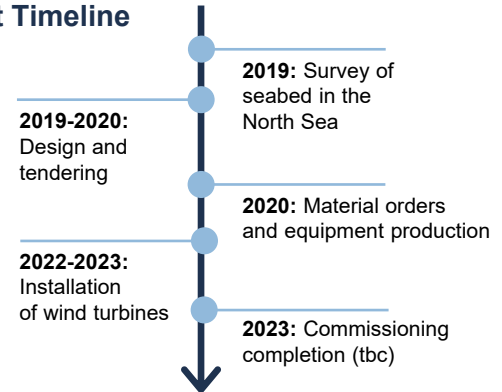 t Timeline
2019: Survey of
seabed in the
North Sea
2019-2020:
Design and
tendering
2020: Material orders
and equipment production
2022-2023:
Installation
of wind turbines
2023: Commissioning
completion (tbc)